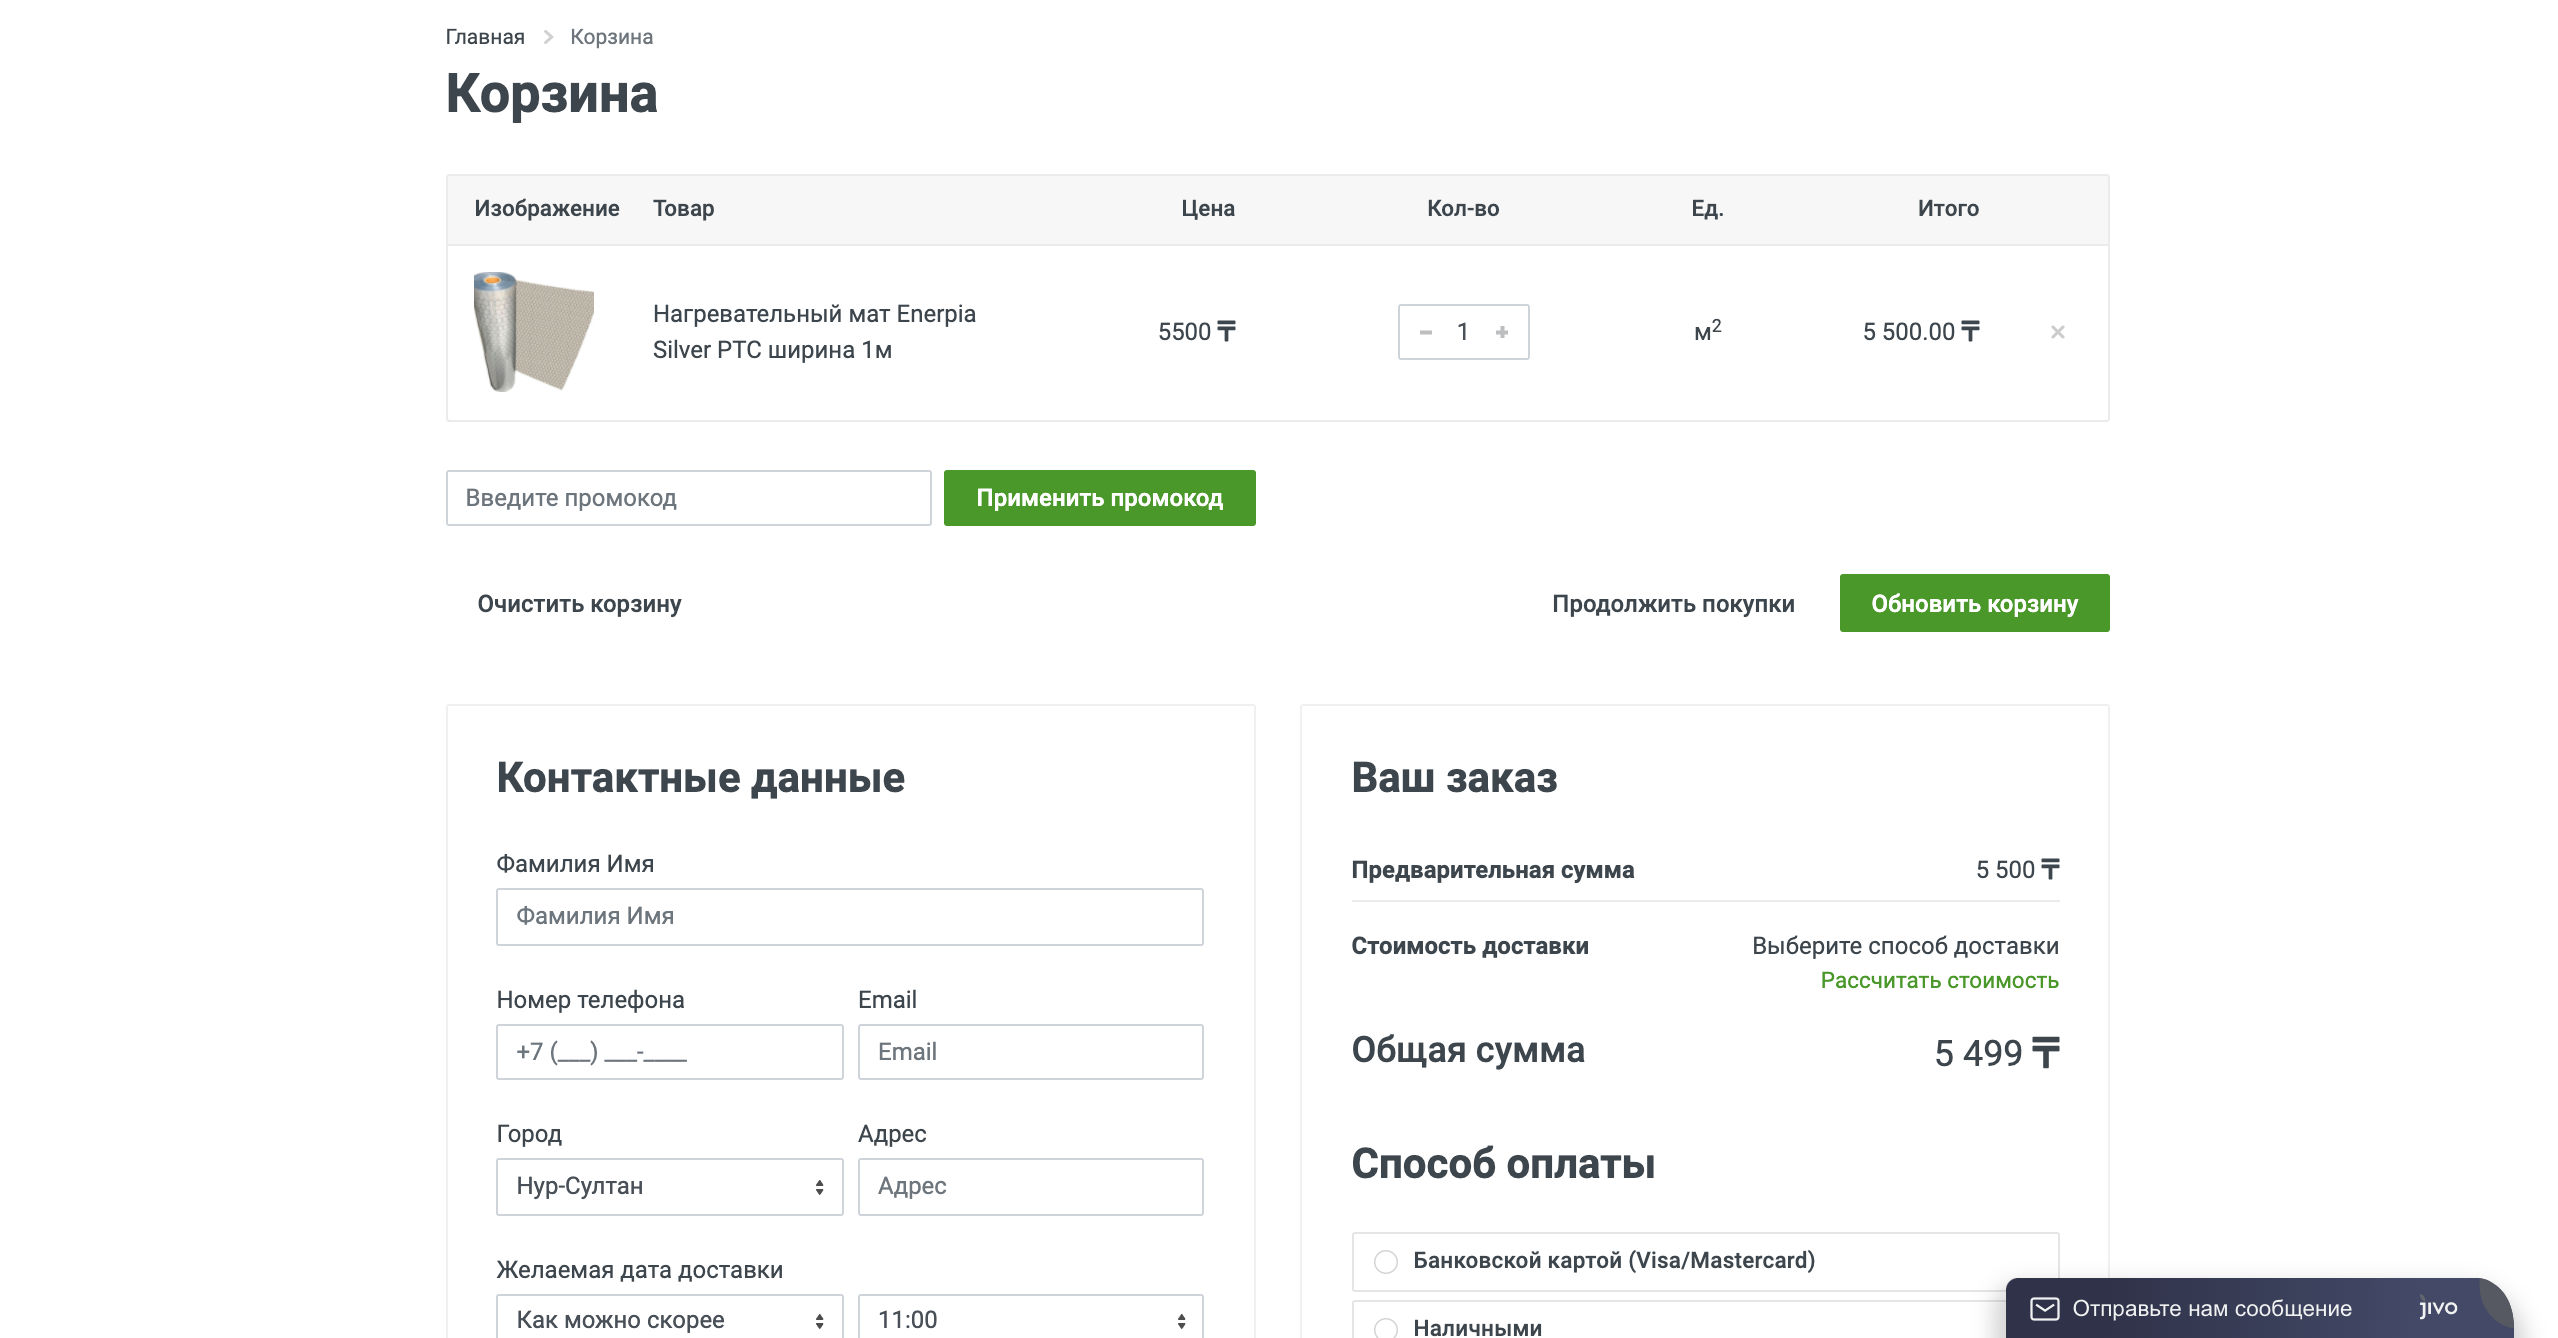 Главная Корзина
Корзина
Изображение Товар Цена Кол-во Ед. Итого
Нагревательный мат Enerpia
Silver PTC ширина 1м
5500 ₸ − 1 + м² 5 500.00 ₸ ×
Введите промокод Применить промокод
Очистить корзину Продолжить покупки Обновить корзину
Контактные данные
Фамилия Имя
Фамилия Имя
Номер телефона Email
+7 (___) ___-____ Email
Город Адрес
Нур-Султан Адрес
Желаемая дата доставки
Как можно скорее 11:00
Ваш заказ
Предварительная сумма 5 500 ₸
Стоимость доставки Выберите способ доставки
Рассчитать стоимость
Общая сумма 5 499 ₸
Способ оплаты
Банковской картой (Visa/Mastercard)
Наличными
Отправьте нам сообщение jivo